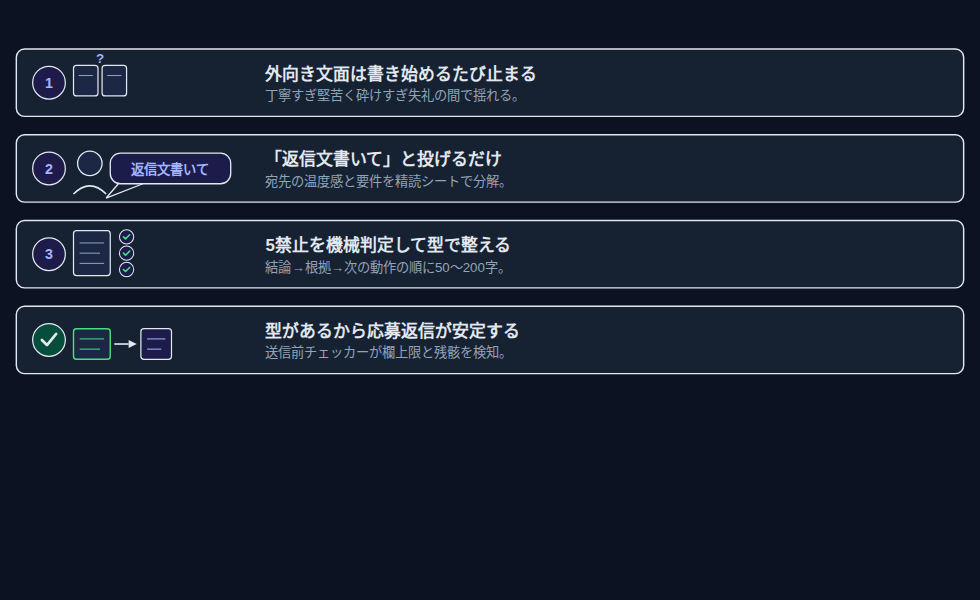 1
?
外向き文面は書き始めるたび止まる
丁寧すぎ堅苦く砕けすぎ失礼の間で揺れる。
2
返信文書いて
「返信文書いて」と投げるだけ
宛先の温度感と要件を精読シートで分解。
3
5禁止を機械判定して型で整える
結論→根拠→次の動作の順に50〜200字。
型があるから応募返信が安定する
送信前チェッカーが欄上限と残骸を検知。